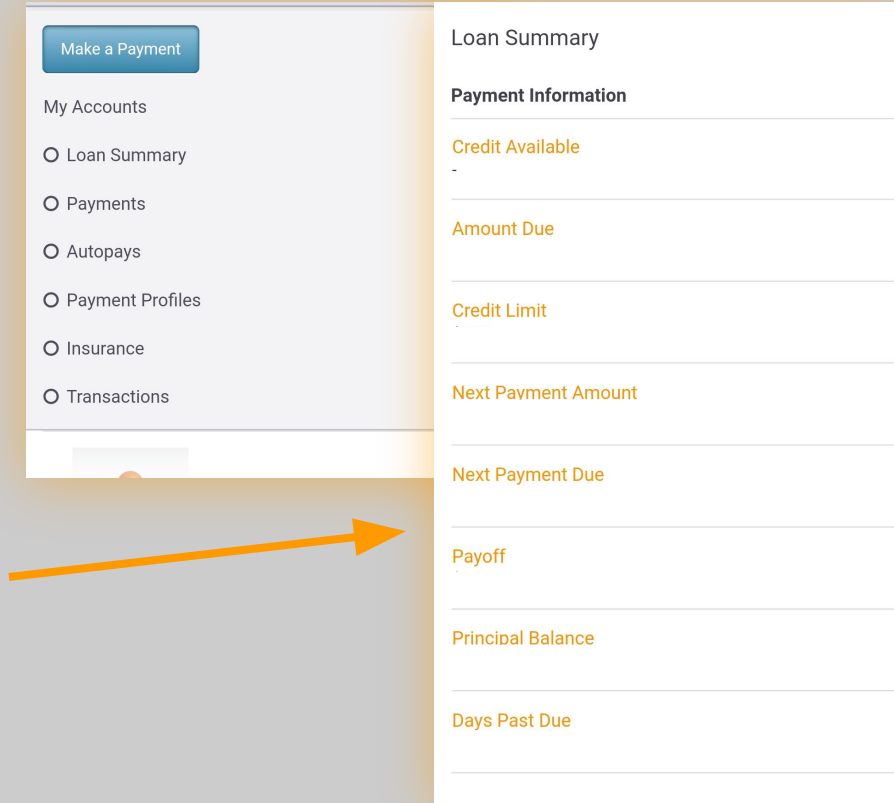 Make a Payment
My Accounts
Loan Summary
Payments
Autopays
Payment Profiles
Insurance
Transactions
Loan Summary
Payment Information
Credit Available
-
Amount Due
Credit Limit
Next Payment Amount
Next Payment Due
Payoff
Principal Balance
Days Past Due